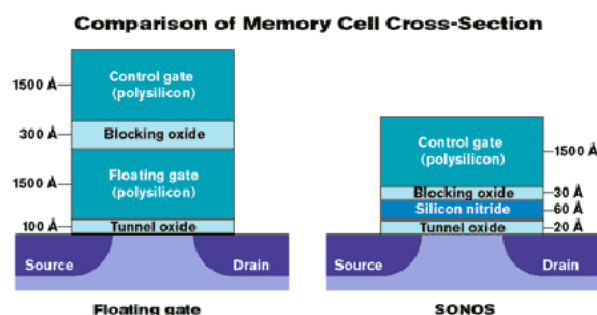 Comparison of Memory Cell Cross-Section
1500 Å
Control gate
(polysilicon)
300 Å
Blocking oxide
1500 Å
Floating gate
(polysilicon)
100 Å
Tunnel oxide
Source
Drain
Floating gate
Control gate
(polysilicon)
1500 Å
Blocking oxide
30 Å
Silicon nitride
60 Å
Tunnel oxide
20 Å
Source
Drain
SONOS